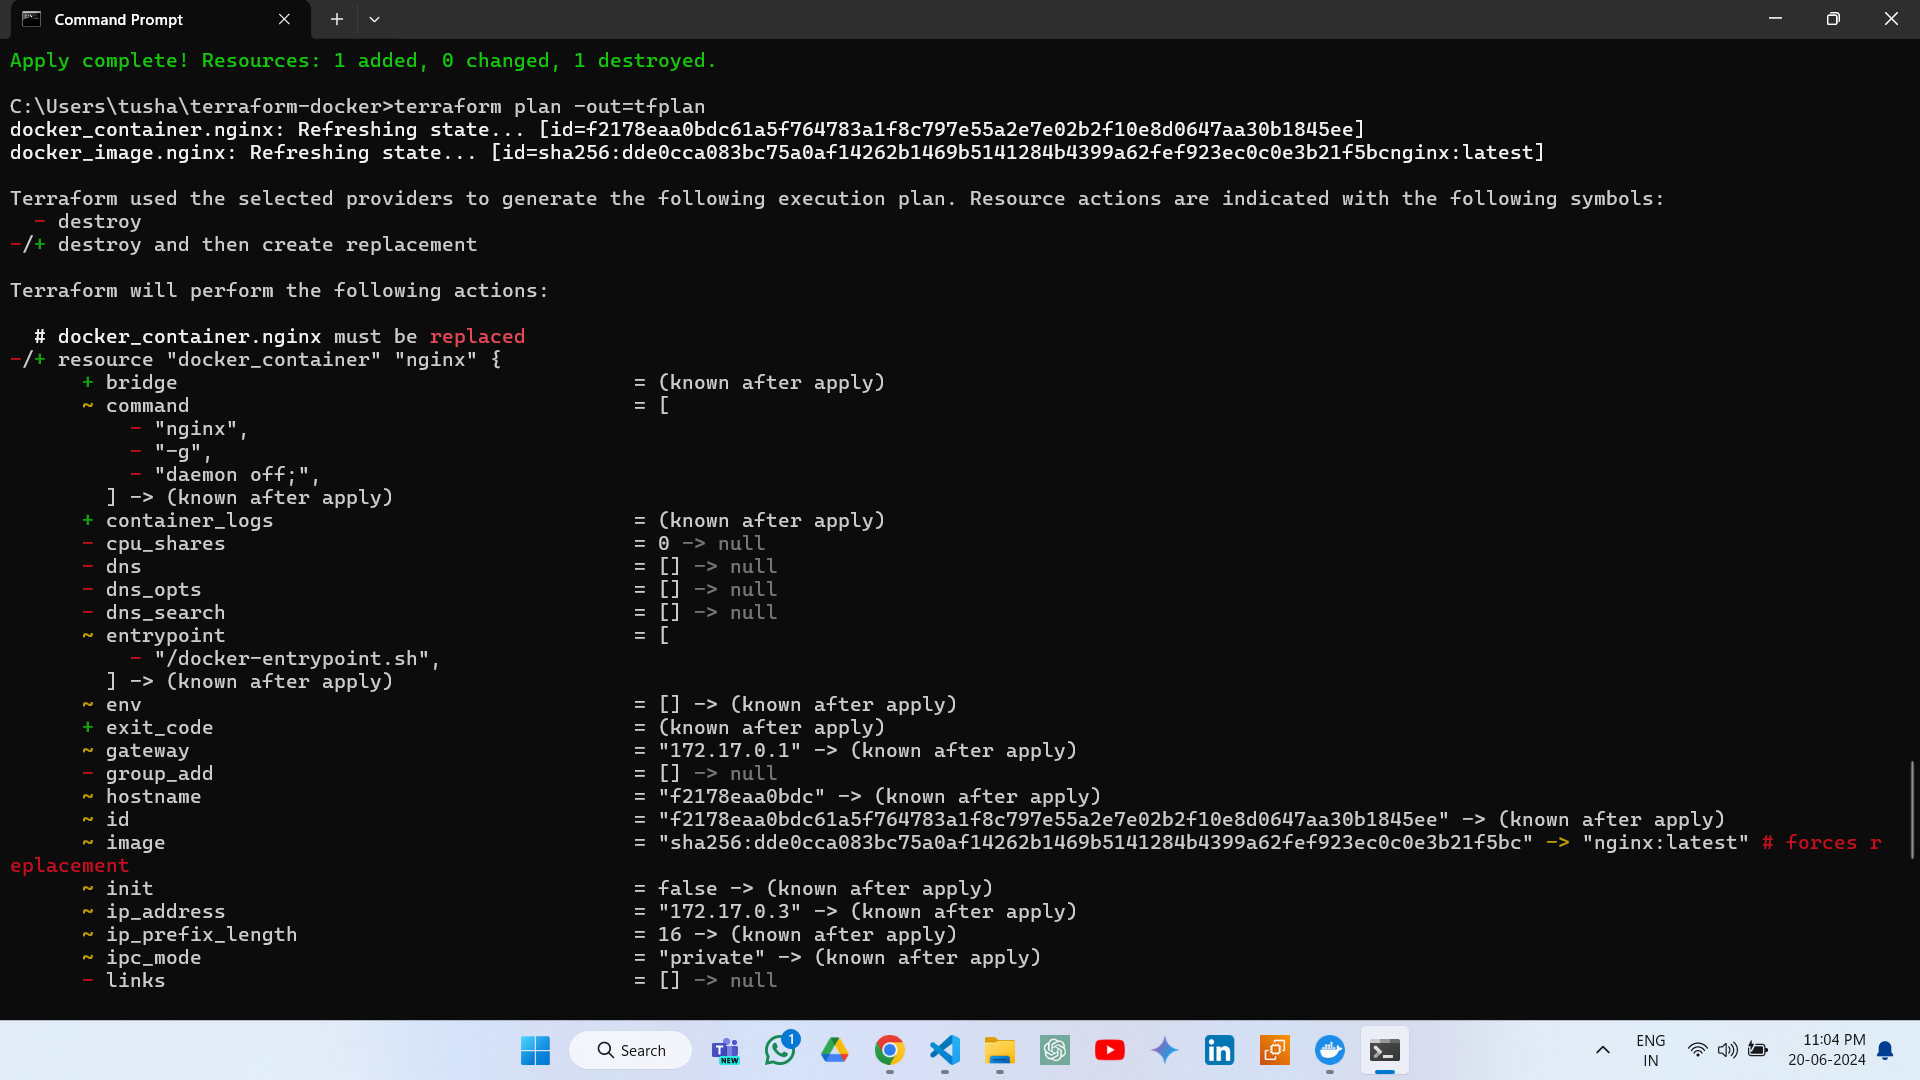 Command Prompt
Apply complete! Resources: 1 added, 0 changed, 1 destroyed.
C:\Users\tusha\terraform-docker>terraform plan -out=tfplan
docker_container.nginx: Refreshing state... [id=f2178eaa0bdc61a5f764783a1f8c797e55a2e7e02b2f10e8d0647aa30b1845ee]
docker_image.nginx: Refreshing state... [id=sha256:dde0cca083bc75a0af14262b1469b5141284b4399a62fef923ec0c0e3b21f5bcnginx:latest]
Terraform used the selected providers to generate the following execution plan. Resource actions are indicated with the following symbols:
  - destroy
-/+ destroy and then create replacement
Terraform will perform the following actions:
  # docker_container.nginx must be replaced
-/+ resource "docker_container" "nginx" {
      + bridge = (known after apply)
      ~ command = [
          - "nginx",
          - "-g",
          - "daemon off;",
        ] -> (known after apply)
      + container_logs = (known after apply)
      - cpu_shares = 0 -> null
      - dns = [] -> null
      - dns_opts = [] -> null
      - dns_search = [] -> null
      ~ entrypoint = [
          - "/docker-entrypoint.sh",
        ] -> (known after apply)
      ~ env = [] -> (known after apply)
      + exit_code = (known after apply)
      ~ gateway = "172.17.0.1" -> (known after apply)
      - group_add = [] -> null
      ~ hostname = "f2178eaa0bdc" -> (known after apply)
      ~ id = "f2178eaa0bdc61a5f764783a1f8c797e55a2e7e02b2f10e8d0647aa30b1845ee" -> (known after apply)
      ~ image = "sha256:dde0cca083bc75a0af14262b1469b5141284b4399a62fef923ec0c0e3b21f5bc" -> "nginx:latest" # forces r
eplacement
      ~ init = false -> (known after apply)
      ~ ip_address = "172.17.0.3" -> (known after apply)
      ~ ip_prefix_length = 16 -> (known after apply)
      ~ ipc_mode = "private" -> (known after apply)
      - links = [] -> null
Search
NEW
1
ENG
IN
11:04 PM
20-06-2024